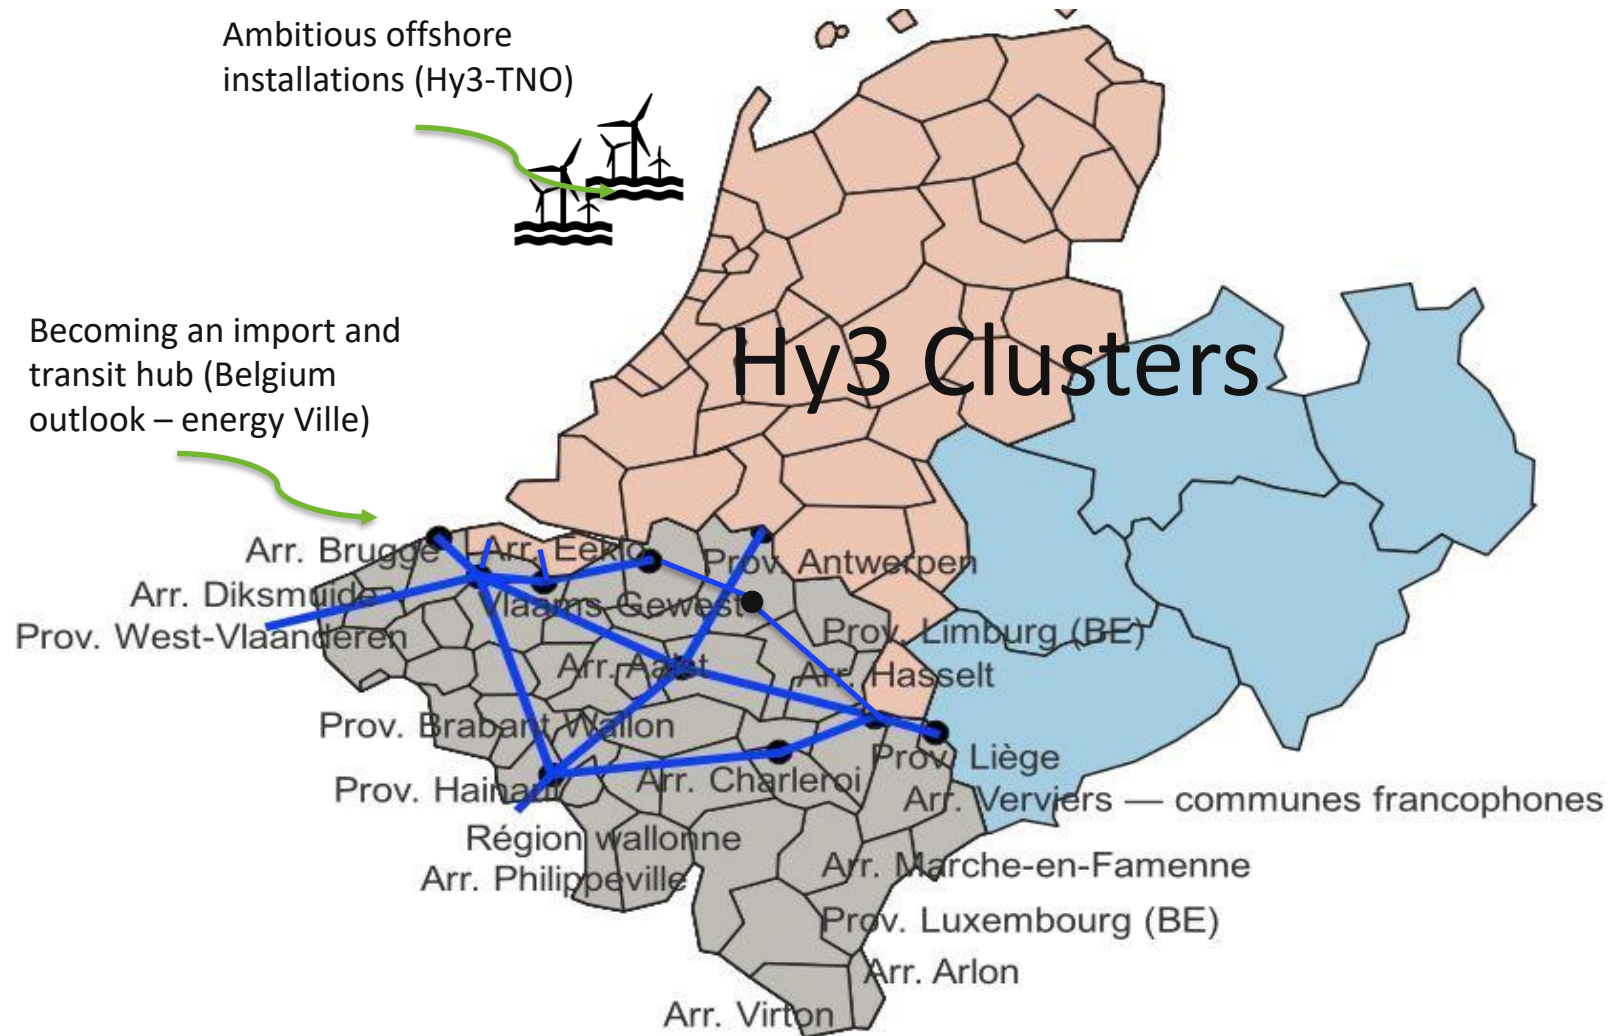 Ambitious offshore
installations (Hy3-TNO)
Becoming an import and
transit hub (Belgium
outlook – energy Ville)
Hy3 Clusters
Arr. Brugge
Arr. Eeklo
Prov. Antwerpen
Arr. Diksmuide
Vlaams Gewest
Prov. West-Vlaanderen
Prov. Limburg (BE)
Arr. Aalst
Arr. Hasselt
Prov. Brabant Wallon
Prov. Liège
Prov. Hainaut
Arr. Charleroi
Arr. Verviers — communes francophones
Région wallonne
Arr. Marche-en-Famenne
Arr. Philippeville
Prov. Luxembourg (BE)
Arr. Arlon
Arr. Virton